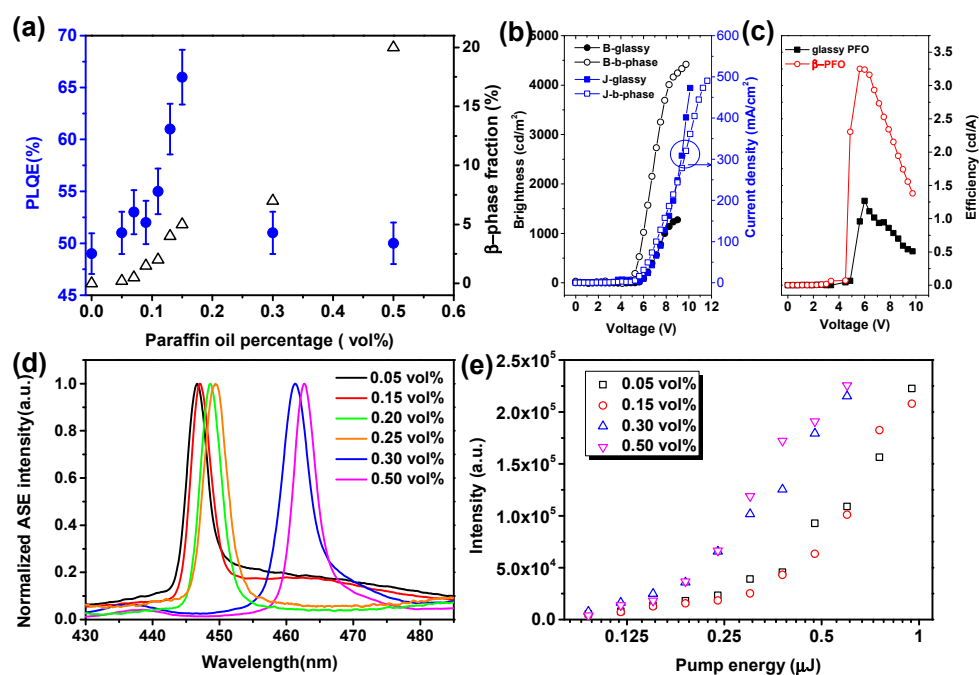 (a)
70
65
60
55
50
45
PLQE(%)
20
15
10
5
0
β-phase fraction (%)
0.0 0.1 0.2 0.3 0.4 0.5 0.6
Paraffin oil percentage ( vol%)
(b)
5000
4000
3000
2000
1000
0
Brightness (cd/m²)
B-glassy
B-b-phase
J-glassy
J-b-phase
600
500
400
300
200
100
0
Current density (mA/cm²)
0 2 4 6 8 10 12
Voltage (V)
(c)
glassy PFO
β-PFO
3.5
3.0
2.5
2.0
1.5
1.0
0.5
0.0
Efficiency (cd/A)
0 2 4 6 8 10
Voltage (V)
(d)
1.0
0.8
0.6
0.4
0.2
0.0
Normalized ASE intensity(a.u.)
0.05 vol%
0.15 vol%
0.20 vol%
0.25 vol%
0.30 vol%
0.50 vol%
430 440 450 460 470 480
Wavelength(nm)
(e)
2.5x10⁵
2.0x10⁵
1.5x10⁵
1.0x10⁵
5.0x10⁴
0.0
Intensity (a.u.)
0.05 vol%
0.15 vol%
0.30 vol%
0.50 vol%
0.125 0.25 0.5 1
Pump energy (μJ)